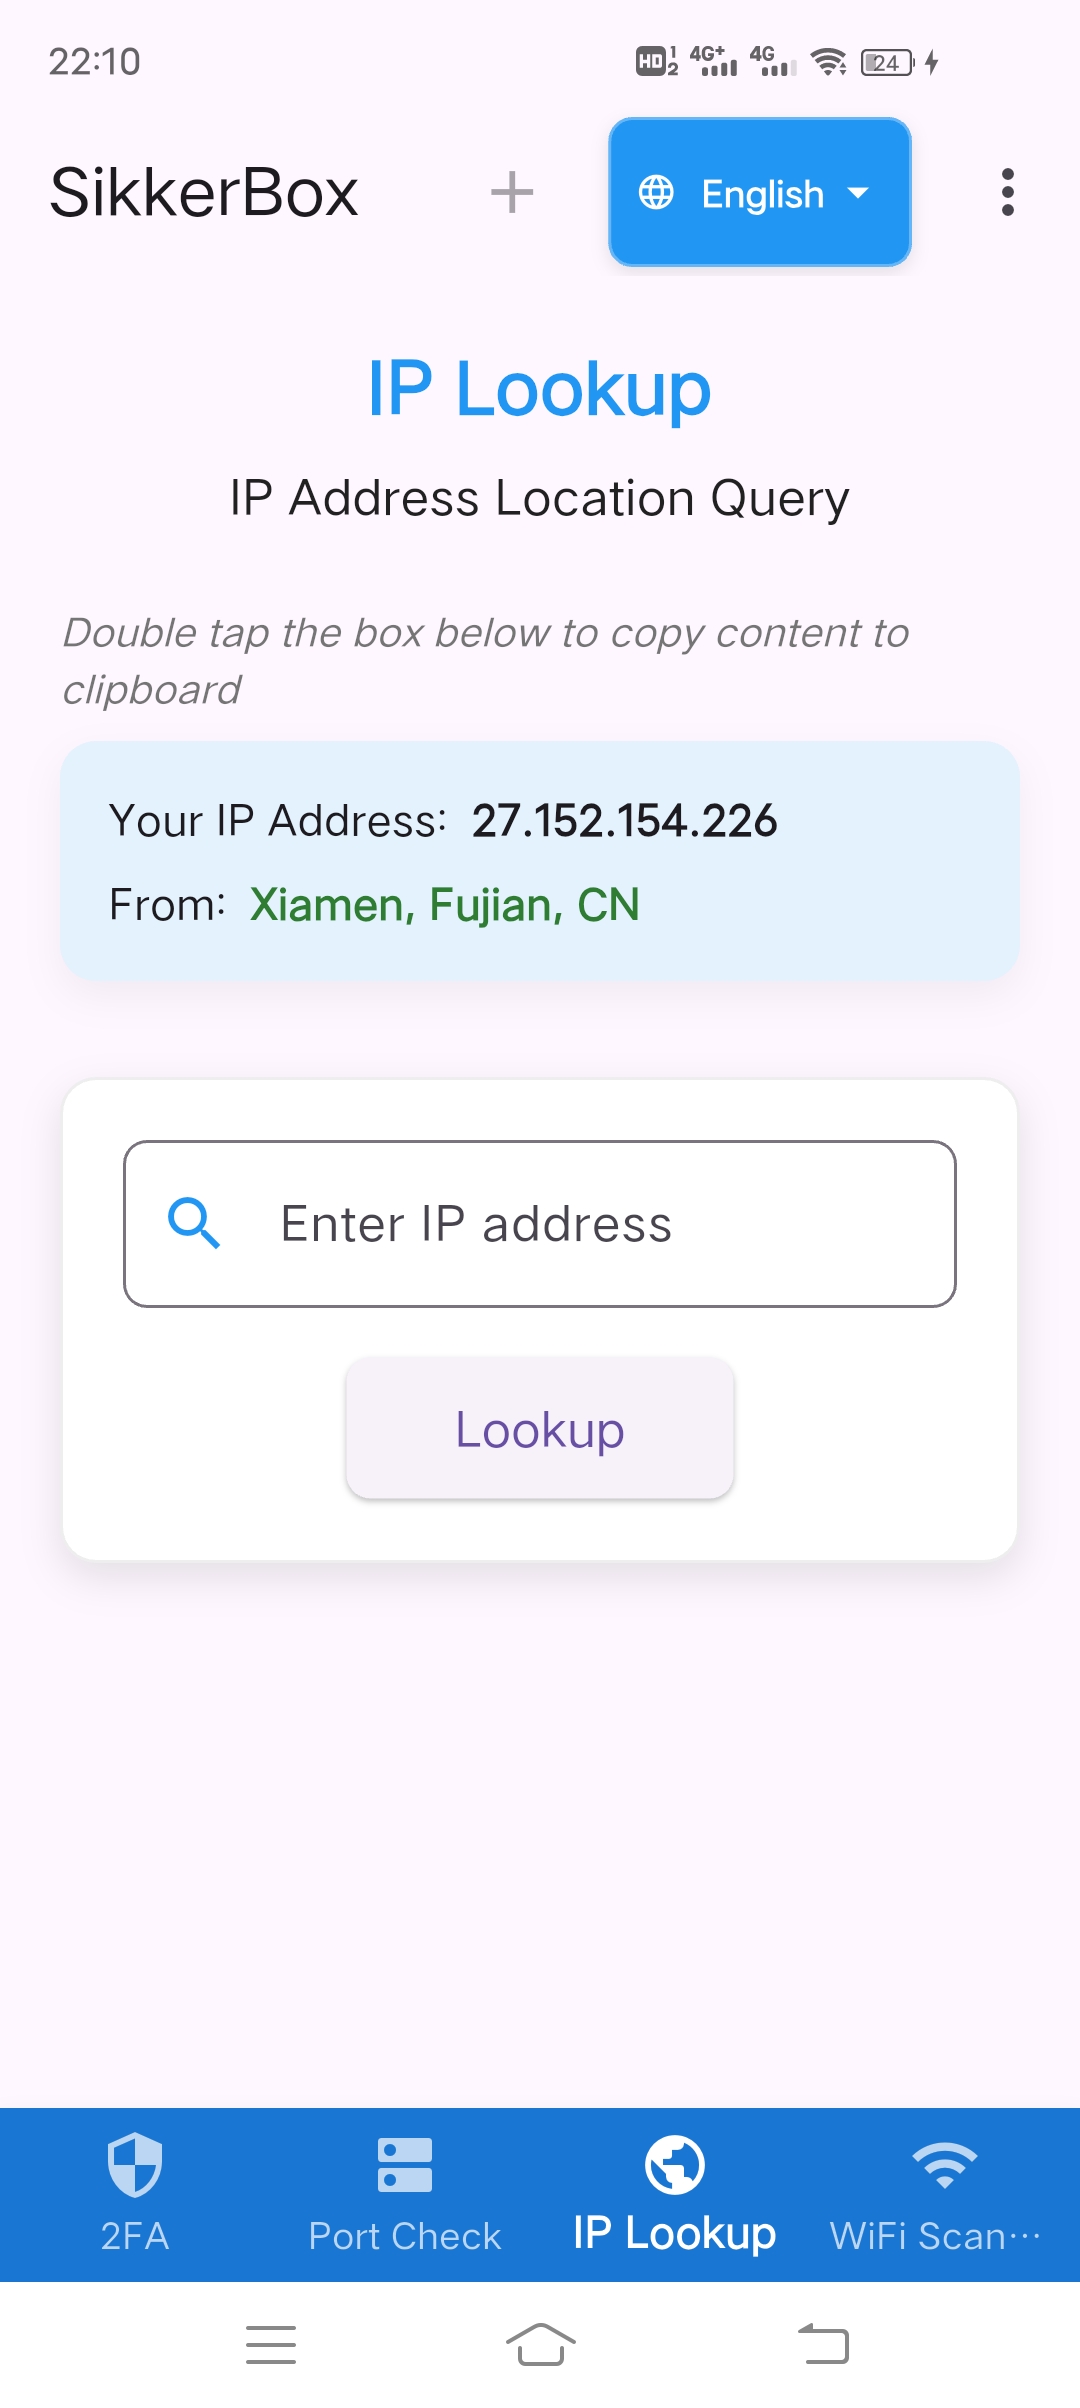 22:10
HD 1 2 4G+ 4G 24
SikkerBox
English
IP Lookup
IP Address Location Query
Double tap the box below to copy content to
clipboard
Your IP Address: 27.152.154.226
From: Xiamen, Fujian, CN
Enter IP address
Lookup
2FA Port Check IP Lookup WiFi Scan···